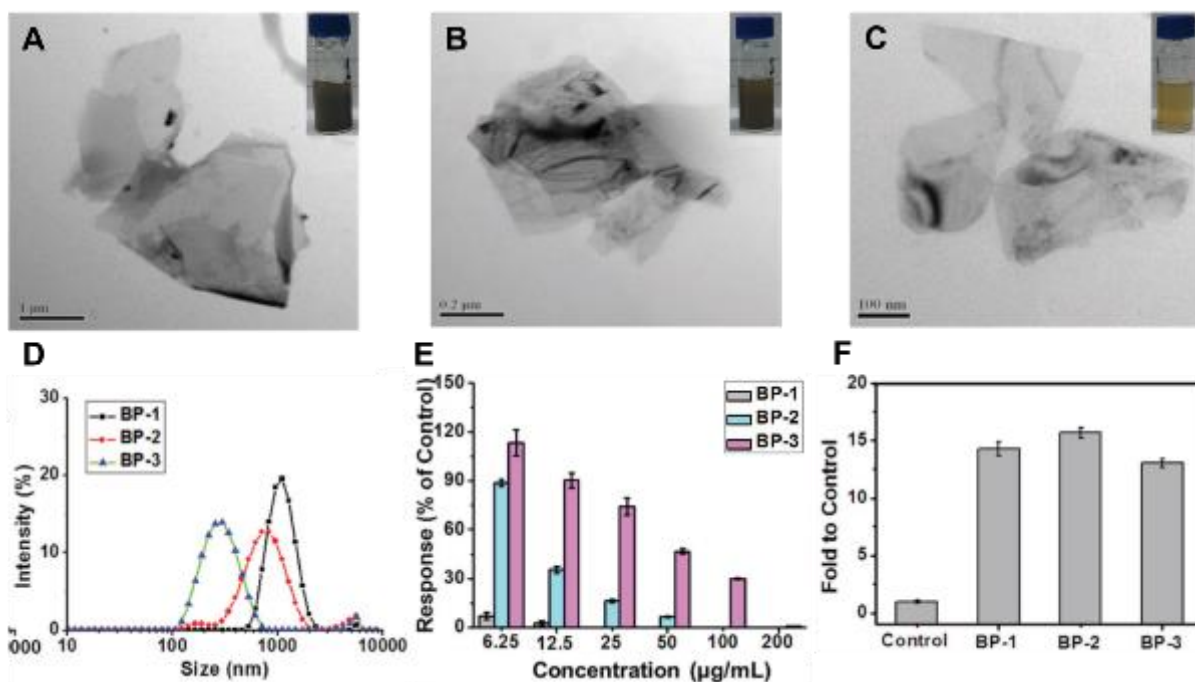 A
1 µm
B
0.2 µm
C
100 nm
D
30
20
10
0
Intensity (%)
BP-1
BP-2
BP-3
10
100
1000
10000
Size (nm)
000
E
150
120
90
60
30
0
Response (% of Control)
BP-1
BP-2
BP-3
6.25
12.5
25
50
100
200
Concentration (µg/mL)
F
20
15
10
5
0
Fold to Control
Control
BP-1
BP-2
BP-3